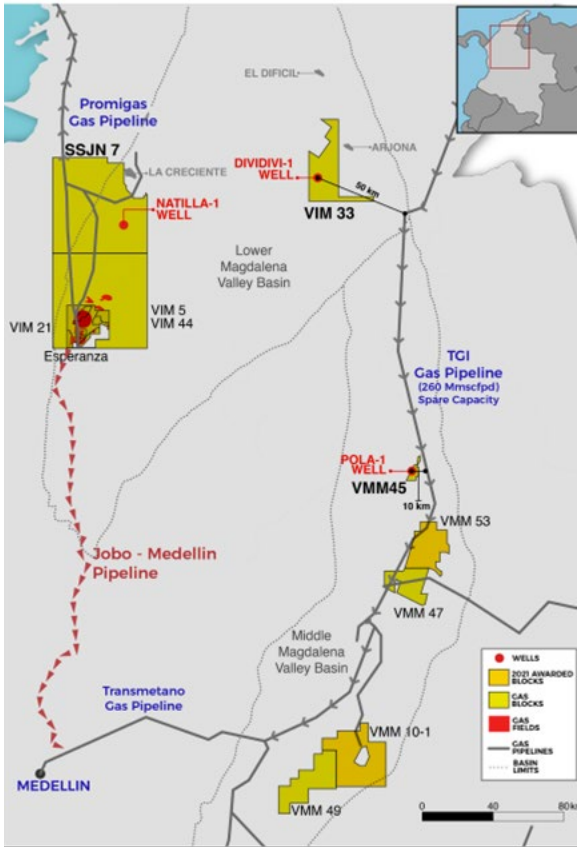 EL DIFICIL
Promigas
Gas Pipeline
SSJN 7
LA CRECIENTE
NATILLA-1
WELL
ARJONA
DIVIDIVI-1
WELL
50 km
VIM 33
Lower
Magdalena
Valley Basin
VIM 21
VIM 5
VIM 44
Esperanza
TGI
Gas Pipeline
(260 Mmscfpd)
Spare Capacity
POLA-1
WELL
VMM45
10 km
VMM 53
Jobo - Medellin
Pipeline
VMM 47
Middle
Magdalena
Valley Basin
Transmetano
Gas Pipeline
VMM 10-1
MEDELLIN
VMM 49
WELLS
2021 AWARDED
BLOCKS
GAS
BLOCKS
GAS
FIELDS
GAS
PIPELINES
BASIN
LIMITS
0 40 80 k